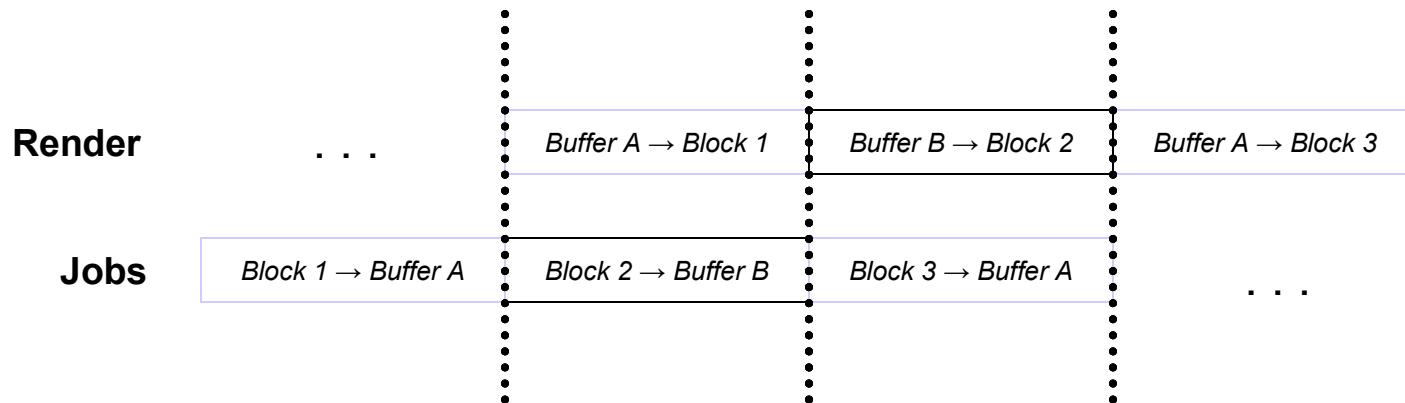 Render . . . Buffer A → Block 1 Buffer B → Block 2 Buffer A → Block 3
Jobs Block 1 → Buffer A Block 2 → Buffer B Block 3 → Buffer A . . .